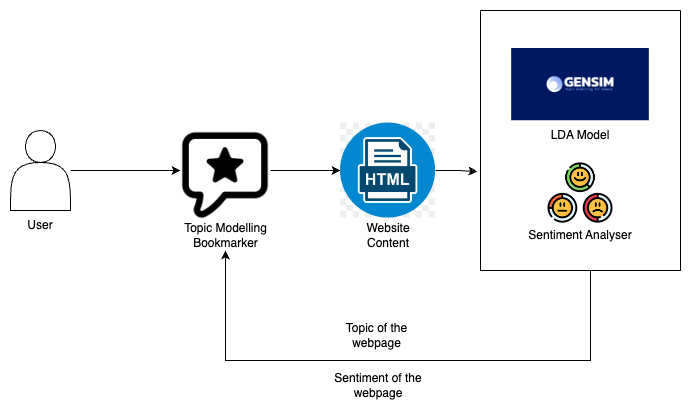 GENSIM
LDA Model
HTML
User
Topic Modelling
Bookmarker
Website
Content
Sentiment Analyser
Topic of the
webpage
Sentiment of the
webpage